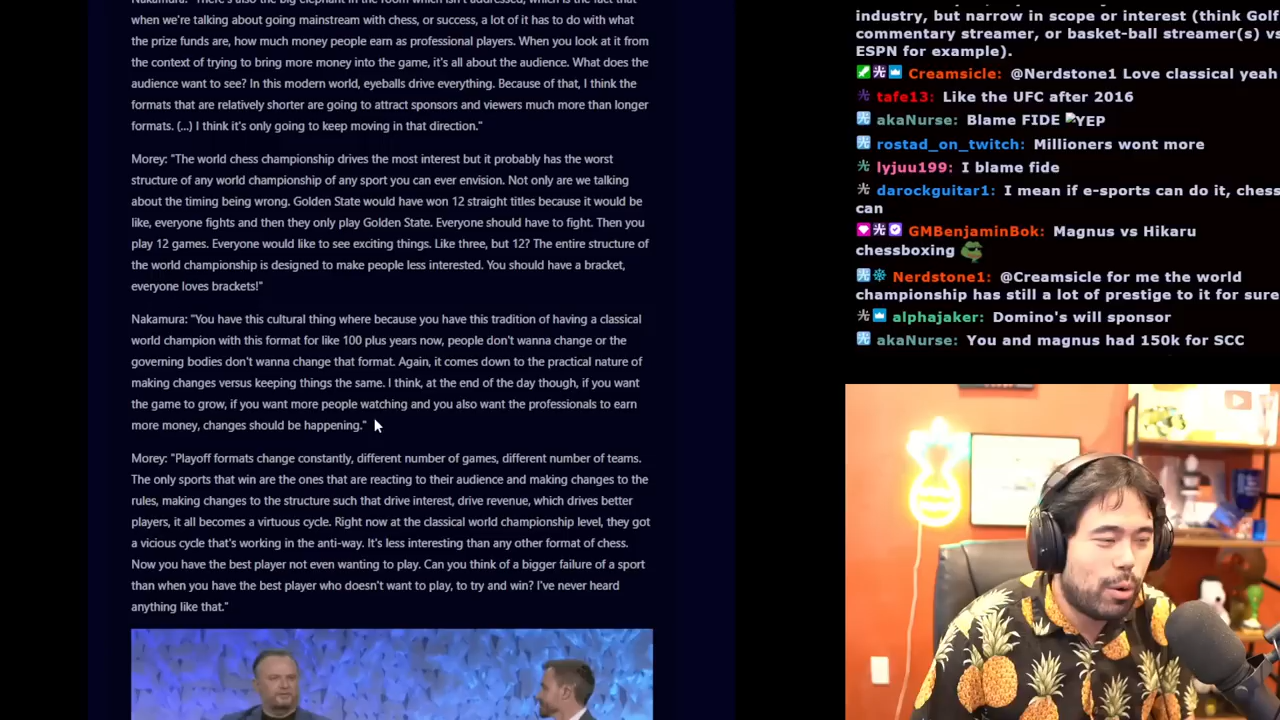 Nakamura: "There's also the big elephant in the room which isn't addressed, which is the fact that
when we're talking about going mainstream with chess, or success, a lot of it has to do with what
the prize funds are, how much money people earn as professional players. When you look at it from
the context of trying to bring more money into the game, it's all about the audience. What does the
audience want to see? In this modern world, eyeballs drive everything. Because of that, I think the
formats that are relatively shorter are going to attract sponsors and viewers much more than longer
formats. (...) I think it's only going to keep moving in that direction."
Morey: "The world chess championship drives the most interest but it probably has the worst
structure of any world championship of any sport you can ever envision. Not only are we talking
about the timing being wrong. Golden State would have won 12 straight titles because it would be
like, everyone fights and then they only play Golden State. Everyone should have to fight. Then you
play 12 games. Everyone would like to see exciting things. Like three, but 12? The entire structure of
the world championship is designed to make people less interested. You should have a bracket,
everyone loves brackets!"
Nakamura: "You have this cultural thing where because you have this tradition of having a classical
world champion with this format for like 100 plus years now, people don't wanna change or the
governing bodies don't wanna change that format. Again, it comes down to the practical nature of
making changes versus keeping things the same. I think, at the end of the day though, if you want
the game to grow, if you want more people watching and you also want the professionals to earn
more money, changes should be happening."
Morey: "Playoff formats change constantly, different number of games, different number of teams.
The only sports that win are the ones that are reacting to their audience and making changes to the
rules, making changes to the structure such that drive interest, drive revenue, which drives better
players, it all becomes a virtuous cycle. Right now at the classical world championship level, they got
a vicious cycle that's working in the anti-way. It's less interesting than any other format of chess.
Now you have the best player not even wanting to play. Can you think of a bigger failure of a sport
than when you have the best player who doesn't want to play, to try and win? I've never heard
anything like that."
industry, but narrow in scope or interest (think Golf
commentary streamer, or basket-ball streamer(s) vs
ESPN for example).
Creamsicle: @Nerdstone1 Love classical yeah
tafe13: Like the UFC after 2016
akaNurse: Blame FIDE YEP
rostad_on_twitch: Millioners wont more
lyjuu199: I blame fide
darockguitar1: I mean if e-sports can do it, chess
can
GMBenjaminBok: Magnus vs Hikaru
chessboxing
Nerdstone1: @Creamsicle for me the world
championship has still a lot of prestige to it for sure
alphajaker: Domino's will sponsor
akaNurse: You and magnus had 150k for SCC